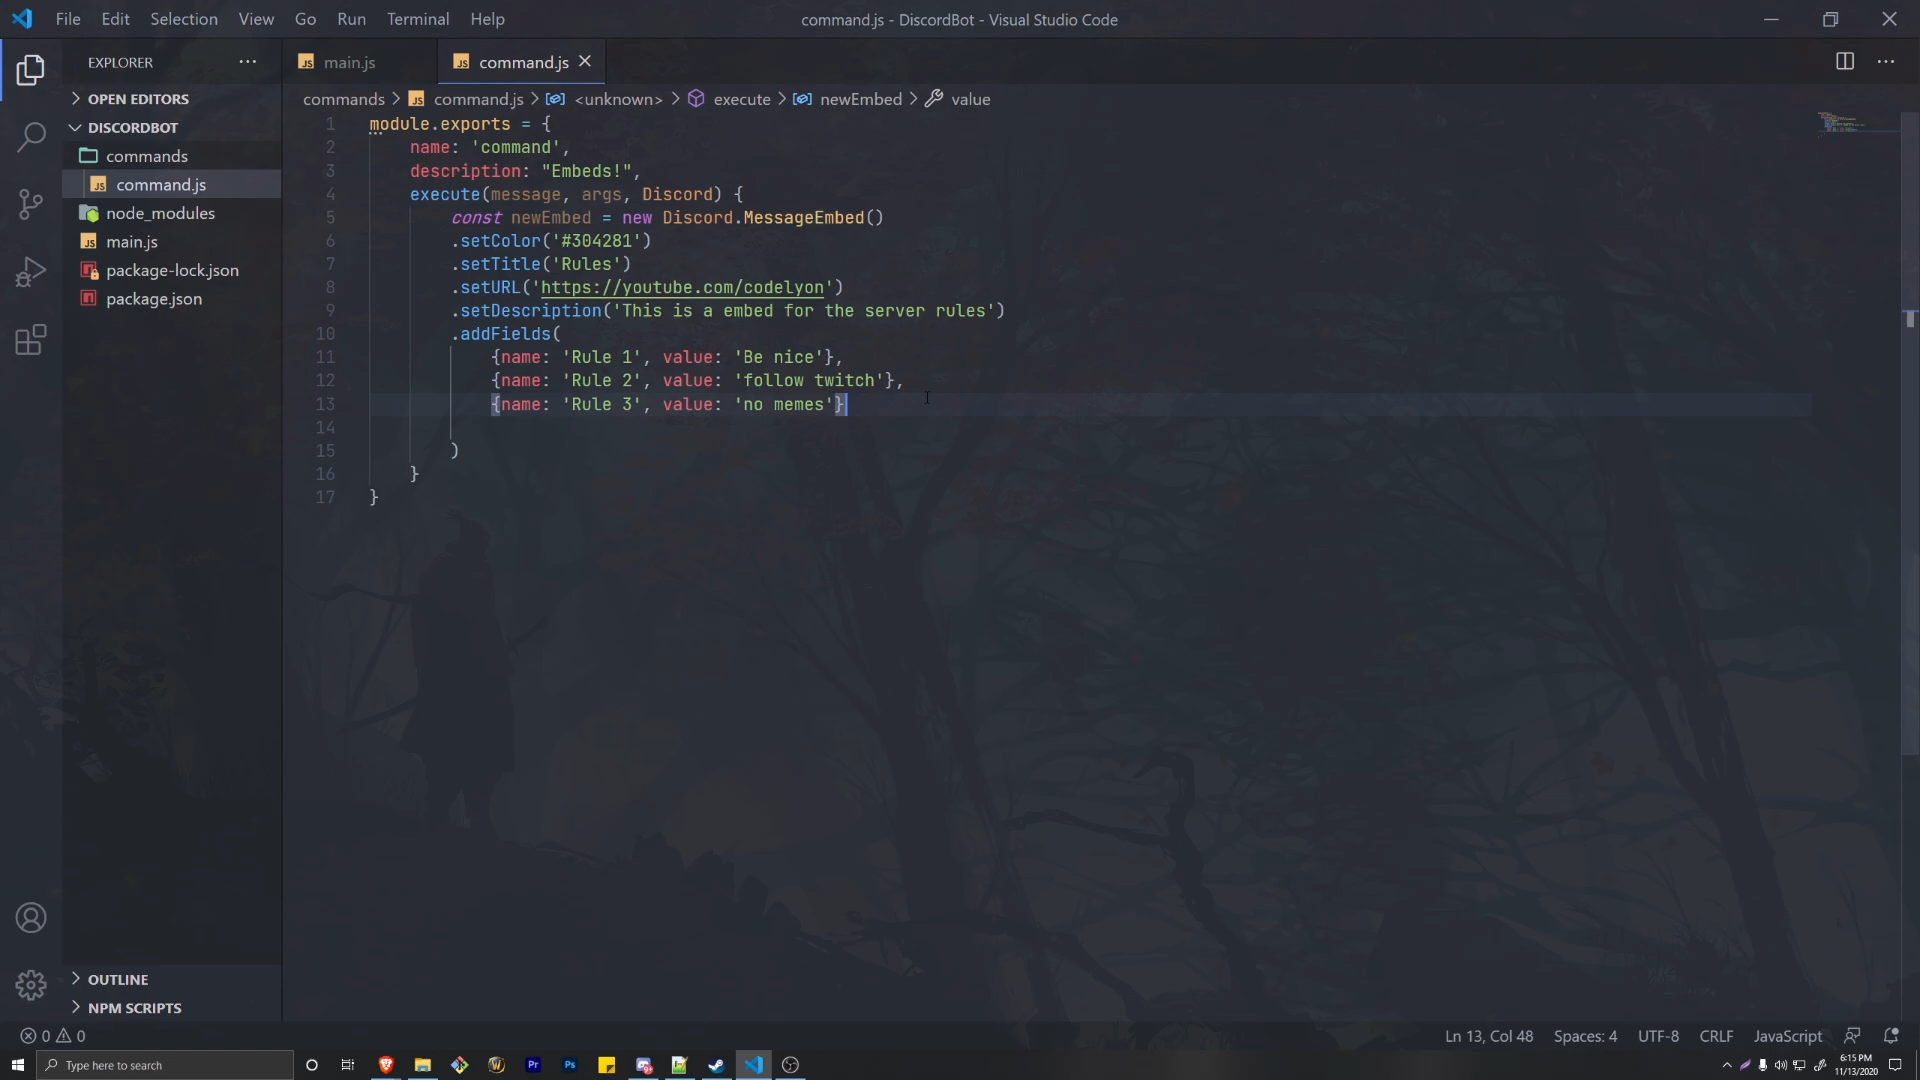 File Edit Selection View Go Run Terminal Help
command.js - DiscordBot - Visual Studio Code
EXPLORER
main.js
command.js
OPEN EDITORS
DISCORDBOT
commands
command.js
node_modules
main.js
package-lock.json
package.json
OUTLINE
NPM SCRIPTS
commands > command.js > <unknown> > execute > newEmbed > value
1 module.exports = {
2 name: 'command',
3 description: "Embeds!",
4 execute(message, args, Discord) {
5 const newEmbed = new Discord.MessageEmbed()
6 .setColor('#304281')
7 .setTitle('Rules')
8 .setURL('https://youtube.com/codelyon')
9 .setDescription('This is a embed for the server rules')
10 .addFields(
11 {name: 'Rule 1', value: 'Be nice'},
12 {name: 'Rule 2', value: 'follow twitch'},
13 {name: 'Rule 3', value: 'no memes'}
14
15 )
16 }
17 }
0 0
Ln 13, Col 48 Spaces: 4 UTF-8 CRLF JavaScript
Type here to search
Pr
Ps
6:15 PM
11/13/2020